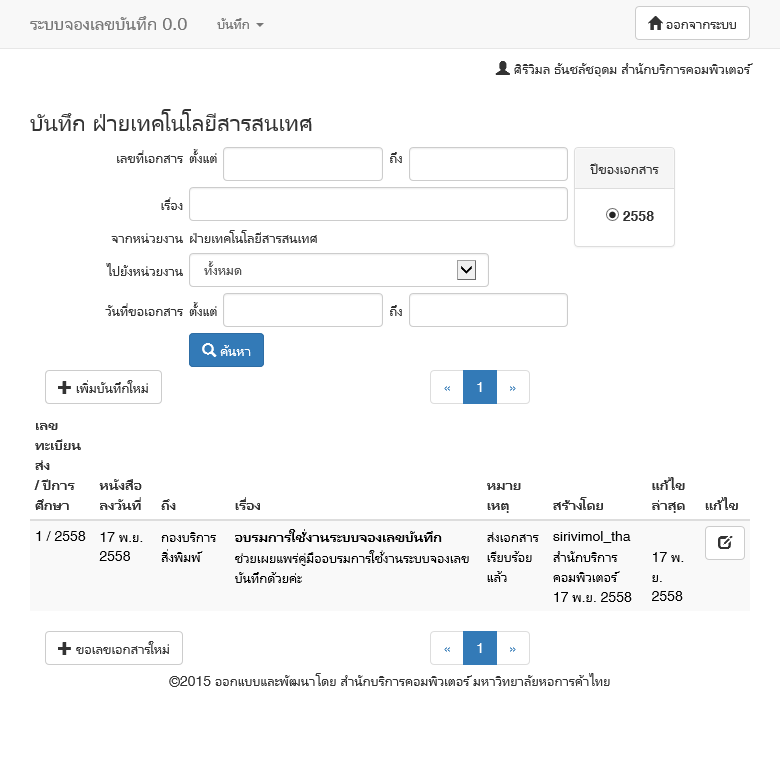 ระบบจองเลขบันทึก 0.0 บันทึก ออกจากระบบ
ศิริวิมล ธันชลัชอุดม สำนักบริการคอมพิวเตอร์
บันทึก ฝ่ายเทคโนโลยีสารสนเทศ
เลขที่เอกสาร ตั้งแต่ ถึง ปีของเอกสาร
เรื่อง 2558
จากหน่วยงาน ฝ่ายเทคโนโลยีสารสนเทศ
ไปยังหน่วยงาน ทั้งหมด
วันที่ขอเอกสาร ตั้งแต่ ถึง
ค้นหา
เพิ่มบันทึกใหม่ « 1 »
เลข
ทะเบียน
ส่ง
/ ปีการ หนังสือ หมาย แก้ไข
ศึกษา ลงวันที่ ถึง เรื่อง เหตุ สร้างโดย ล่าสุด แก้ไข
1 / 2558 17 พ.ย. กองบริการ อบรมการใช้งานระบบจองเลขบันทึก ส่งเอกสาร sirivimol_tha
2558 สิ่งพิมพ์ ช่วยเผยแพร่คู่มืออบรมการใช้งานระบบจองเลข เรียบร้อย สำนักบริการ 17 พ.
บันทึกด้วยค่ะ แล้ว คอมพิวเตอร์ ย.
17 พ.ย. 2558 2558
ขอเลขเอกสารใหม่ « 1 »
©2015 ออกแบบและพัฒนาโดย สำนักบริการคอมพิวเตอร์ มหาวิทยาลัยหอการค้าไทย